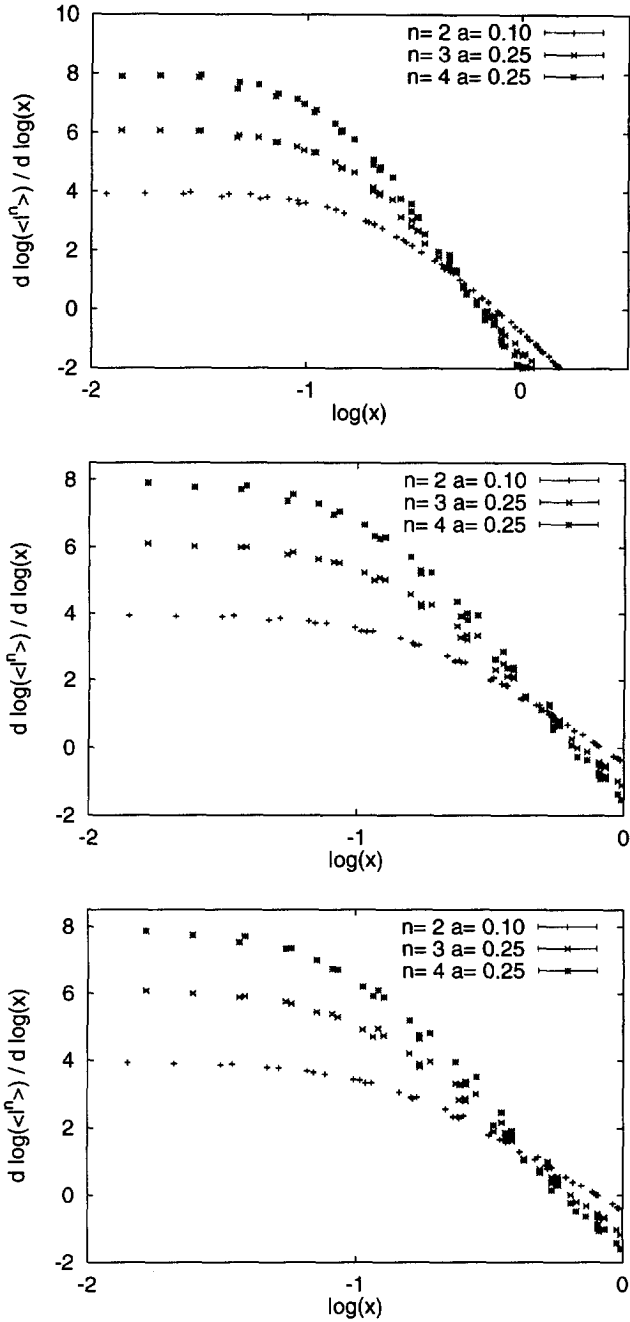 n= 2 a= 0.10
n= 3 a= 0.25
n= 4 a= 0.25
10
8
6
4
2
0
-2
d log(<l^n>) / d log(x)
-2 -1 0
log(x)
n= 2 a= 0.10
n= 3 a= 0.25
n= 4 a= 0.25
8
6
4
2
0
-2
d log(<l^n>) / d log(x)
-2 -1 0
log(x)
n= 2 a= 0.10
n= 3 a= 0.25
n= 4 a= 0.25
8
6
4
2
0
-2
d log(<l^n>) / d log(x)
-2 -1 0
log(x)